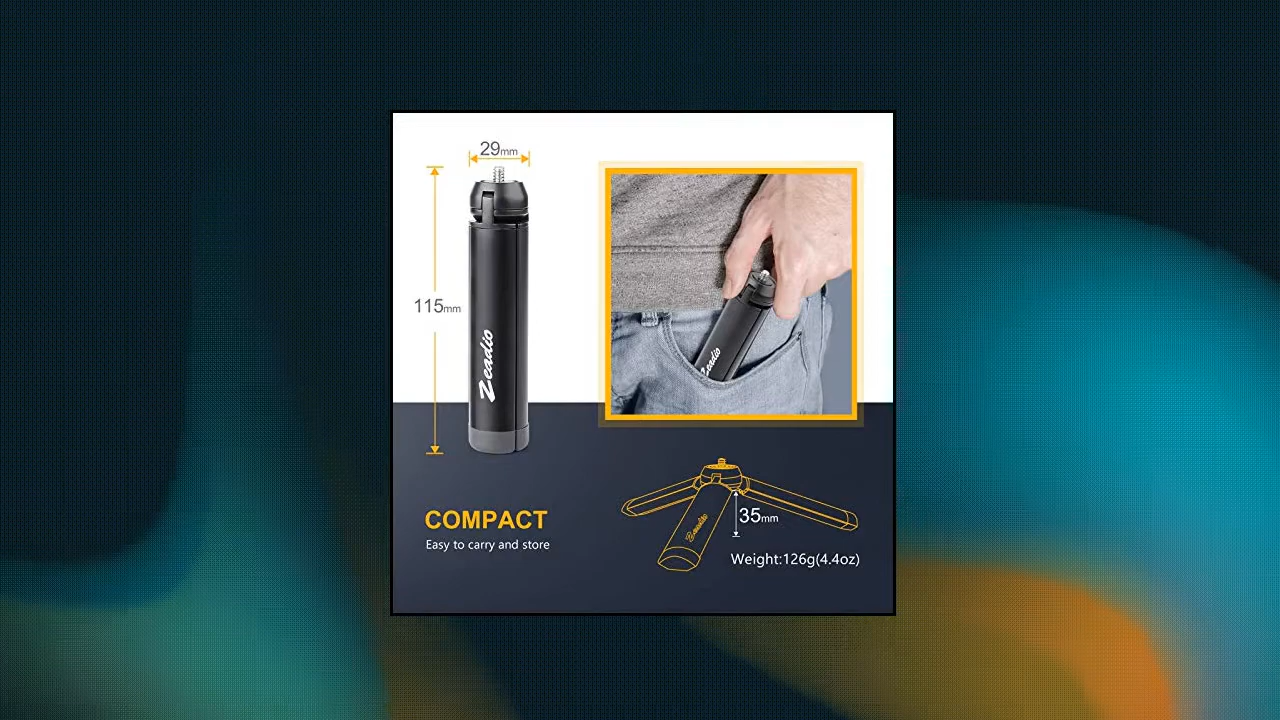 29mm
115mm
Zeadio
Zeadio
COMPACT
Easy to carry and store
Zeadio
35mm
Weight:126g(4.4oz)